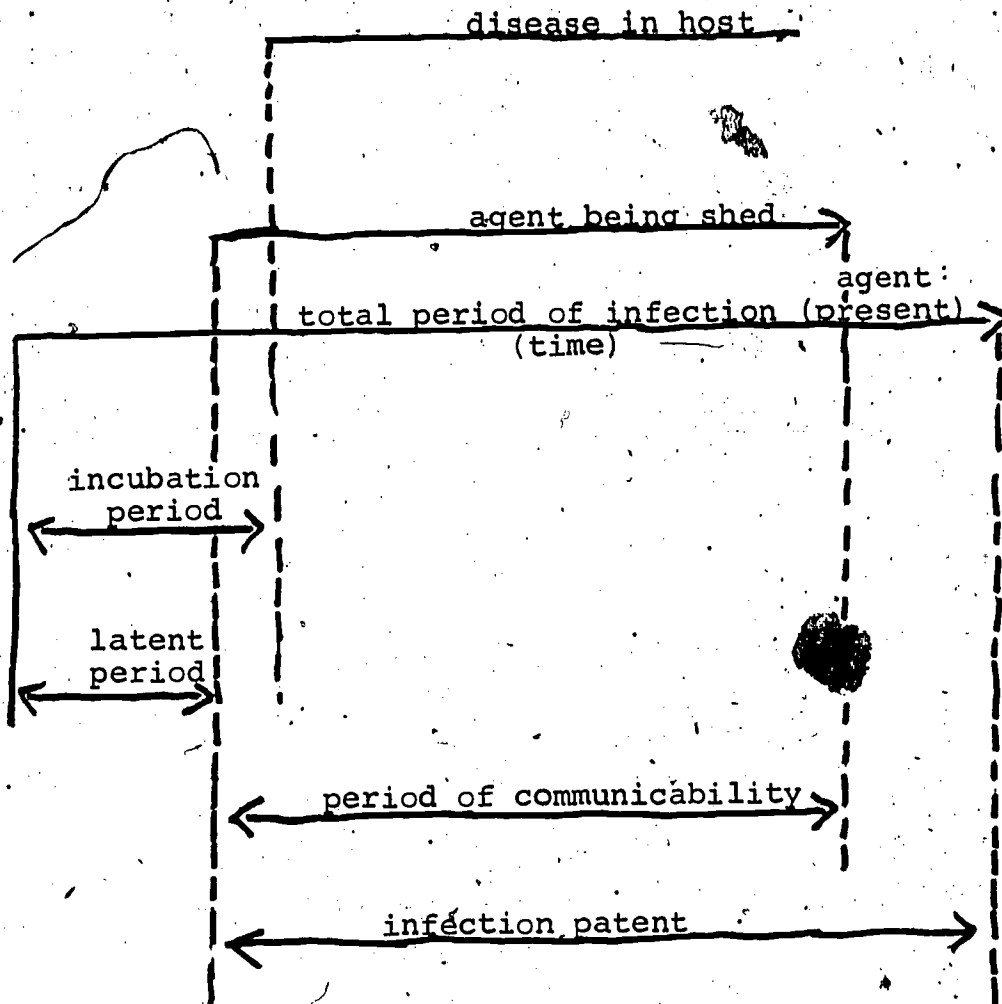 disease in host
agent being shed
agent
total period of infection (present)
(time)
incubation
period
latent
period
period of communicability
infection patent